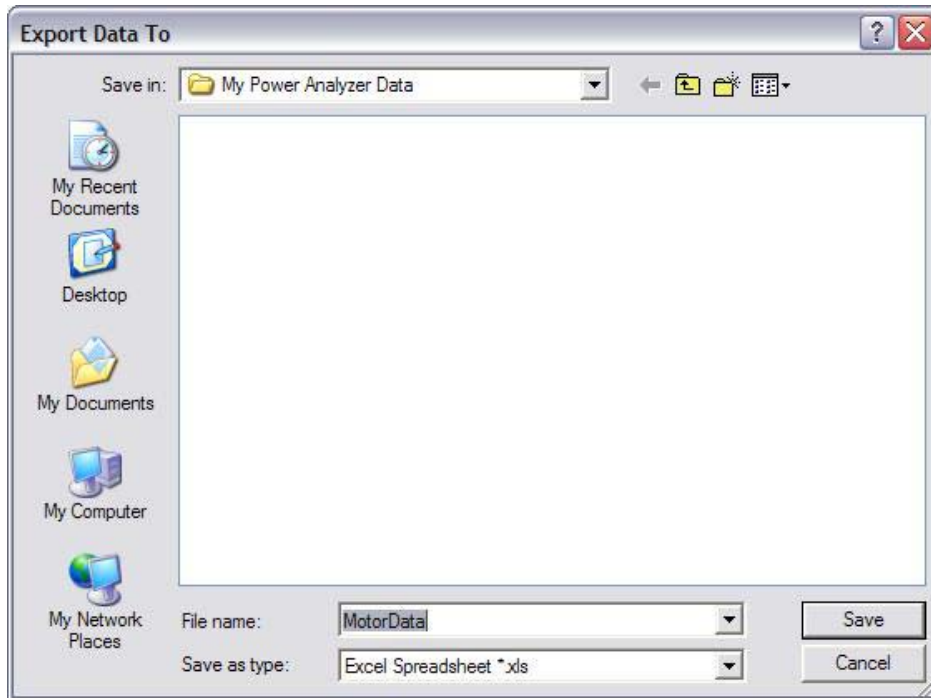 Export Data To
Save in: My Power Analyzer Data
My Recent
Documents
Desktop
My Documents
My Computer
My Network
Places
File name: MotorData Save
Save as type: Excel Spreadsheet *.xls Cancel